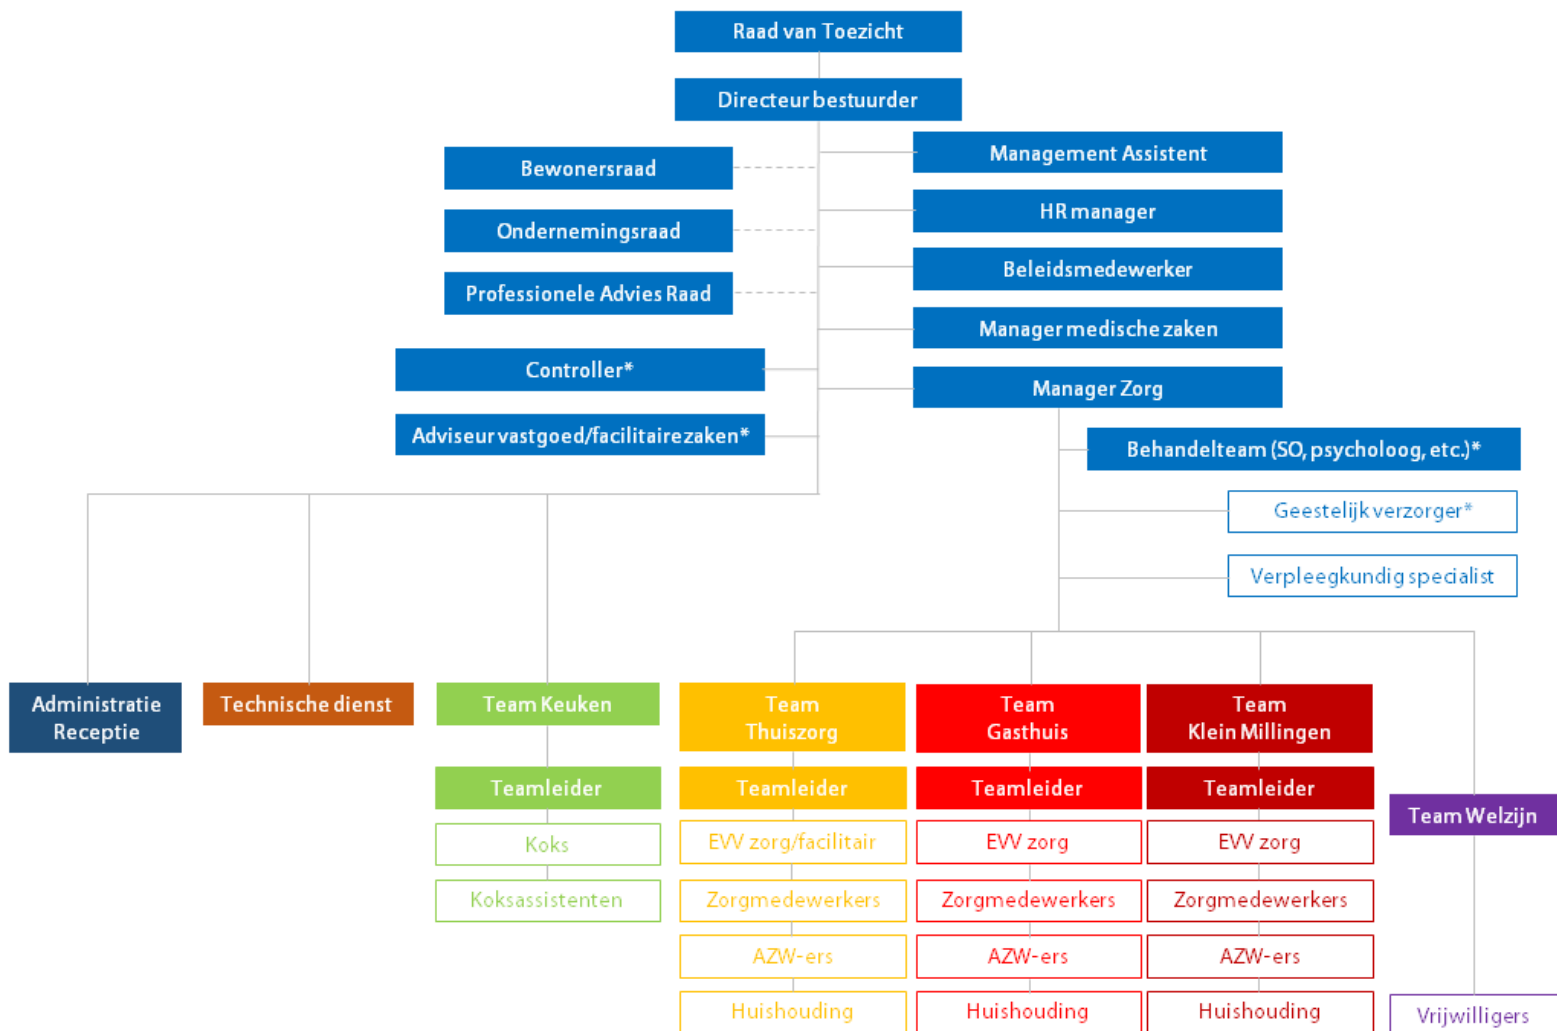 Raad van Toezicht
Directeur bestuurder
Management Assistent
Bewonersraad
HR manager
Ondernemingsraad
Beleidsmedewerker
Professionele Advies Raad
Manager medische zaken
Controller*
Manager Zorg
Adviseur vastgoed/facilitaire zaken*
Behandelteam (SO, psycholoog, etc.)*
Geestelijk verzorger*
Verpleegkundig specialist
Administratie
Receptie
Technische dienst
Team Keuken
Team
Thuiszorg
Team
Gasthuis
Team
Klein Millingen
Teamleider
Teamleider
Teamleider
Teamleider
Team Welzijn
Koks
EVV zorg/facilitair
EVV zorg
EVV zorg
Koksassistenten
Zorgmedewerkers
Zorgmedewerkers
Zorgmedewerkers
AZW-ers
AZW-ers
AZW-ers
Huishouding
Huishouding
Huishouding
Vrijwilligers